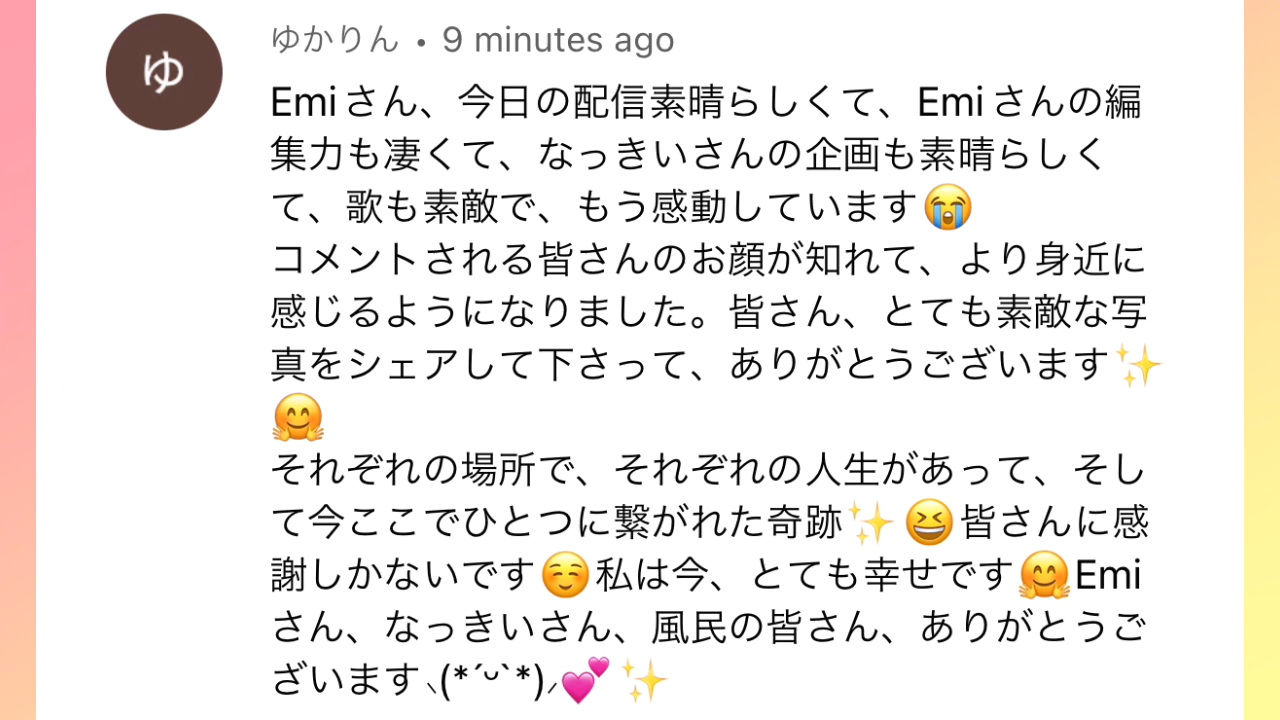 ゆ
ゆかりん • 9 minutes ago
Emiさん、今日の配信素晴らしくて、Emiさんの編
集力も凄くて、なっきいさんの企画も素晴らしく
て、歌も素敵で、もう感動しています😭
コメントされる皆さんのお顔が知れて、より身近に
感じるようになりました。皆さん、とても素敵な写
真をシェアして下さって、ありがとうございます✨
🤗
それぞれの場所で、それぞれの人生があって、そし
て今ここでひとつに繋がれた奇跡✨😆皆さんに感
謝しかないです☺️私は今、とても幸せです🤗Emi
さん、なっきいさん、風民の皆さん、ありがとうご
ざいます⸜(*ˊᵕˋ*)⸝💕✨